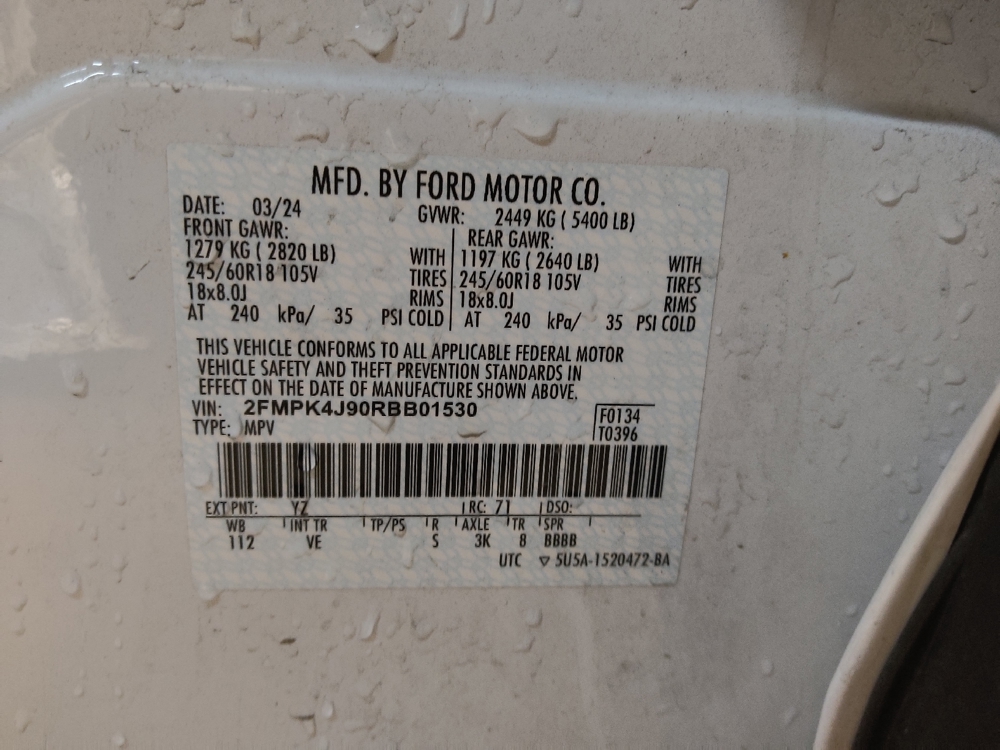 MFD. BY FORD MOTOR CO.
DATE: 03/24 GVWR: 2449 KG ( 5400 LB)
FRONT GAWR: REAR GAWR:
1279 KG ( 2820 LB) WITH 1197 KG ( 2640 LB) WITH
245/60R18 105V TIRES 245/60R18 105V TIRES
18x8.0J RIMS 18x8.0J RIMS
AT 240 kPa/ 35 PSI COLD AT 240 kPa/ 35 PSI COLD
THIS VEHICLE CONFORMS TO ALL APPLICABLE FEDERAL MOTOR
VEHICLE SAFETY AND THEFT PREVENTION STANDARDS IN
EFFECT ON THE DATE OF MANUFACTURE SHOWN ABOVE.
VIN: 2FMPK4J90RBB01530 F0134
TYPE: MPV T0396
EXT PNT: YZ RC: 71 DSO:
WB INT TR TP/PS R AXLE TR SPR
112 VE S 3K 8 BBBB
UTC ▽ 5U5A-1520472-BA